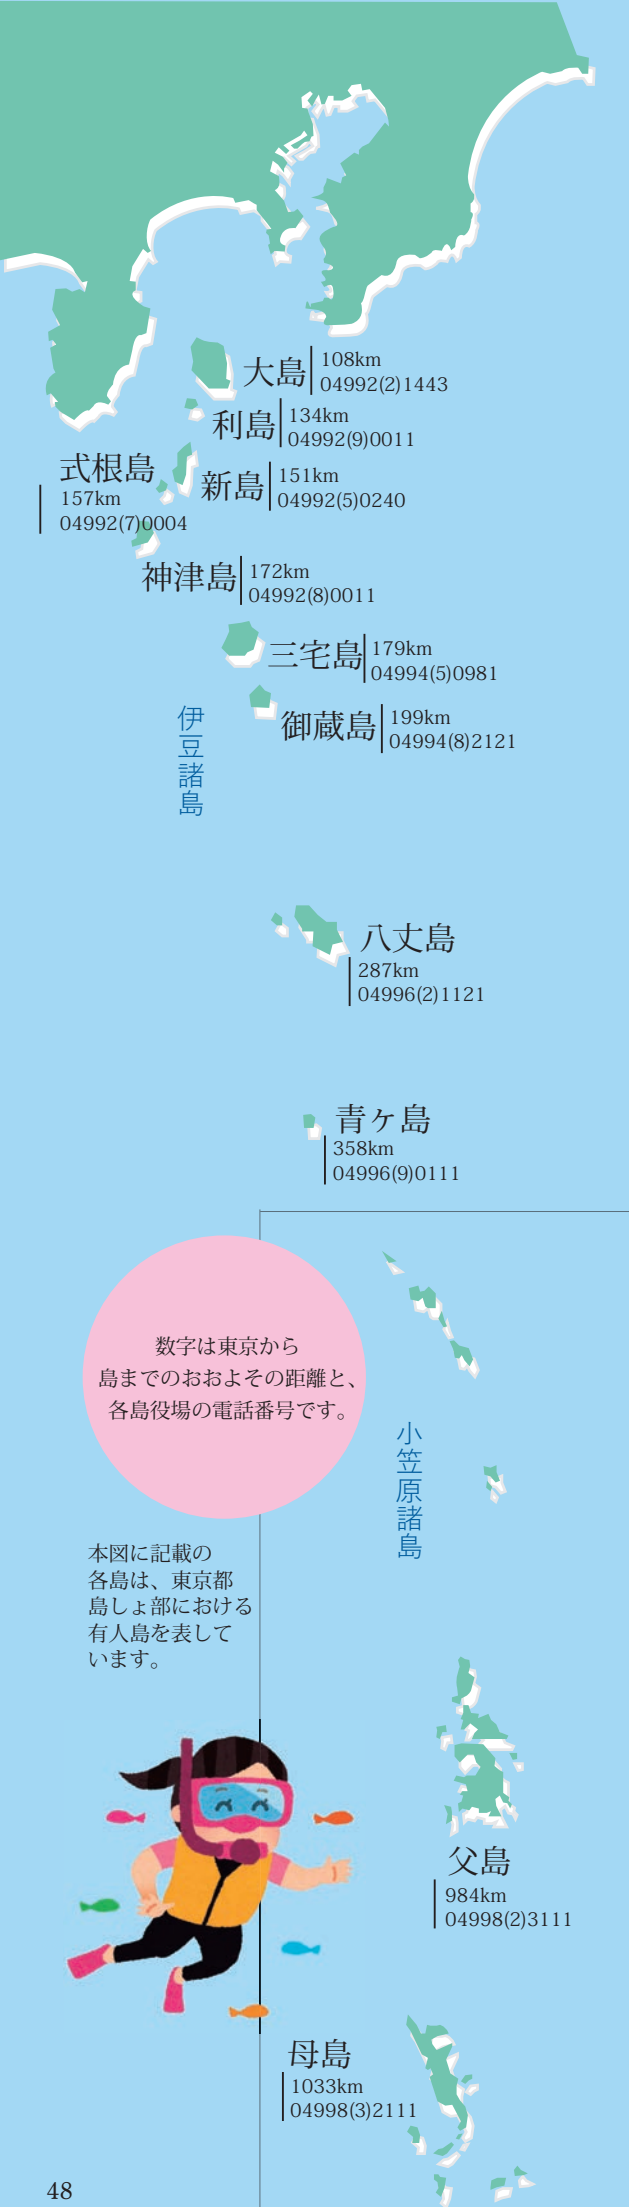 大島
108km
04992(2)1443
利島
134km
04992(9)0011
式根島
157km
04992(7)0004
新島
151km
04992(5)0240
神津島
172km
04992(8)0011
三宅島
179km
04994(5)0981
御蔵島
199km
04994(8)2121
伊豆諸島
八丈島
287km
04996(2)1121
青ヶ島
358km
04996(9)0111
数字は東京から
島までのおおよその距離と、
各島役場の電話番号です。
小笠原諸島
本図に記載の
各島は、東京都
島しょ部における
有人島を表して
います。
父島
984km
04998(2)3111
母島
1033km
04998(3)2111
48